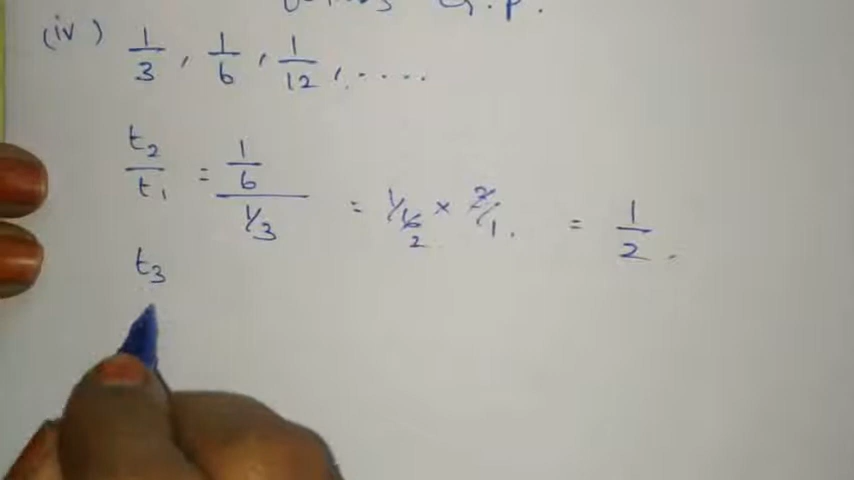 G.P.
(iv) 1/3, 1/6, 1/12, .....
t₂/t₁ = (1/6)/(1/3) = 1/6 2 × 3/1. = 1/2.
t₃